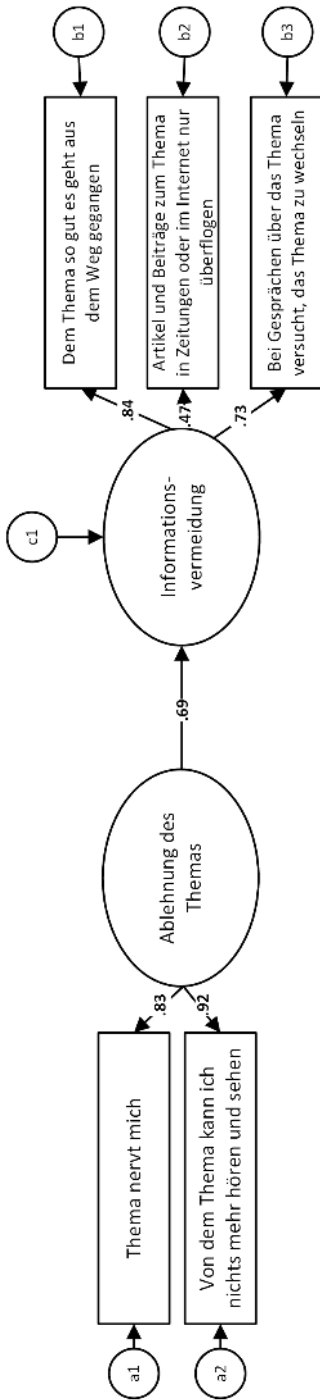 a1
Thema nervt mich
a2
Von dem Thema kann ich
nichts mehr hören und sehen
.83
.92
Ablehnung des
Themas
.69
c1
Informations-
vermeidung
.84
.47
.73
Dem Thema so gut es geht aus
dem Weg gegangen
b1
Artikel und Beiträge zum Thema
in Zeitungen oder im Internet nur
überflogen
b2
Bei Gesprächen über das Thema
versucht, das Thema zu wechseln
b3